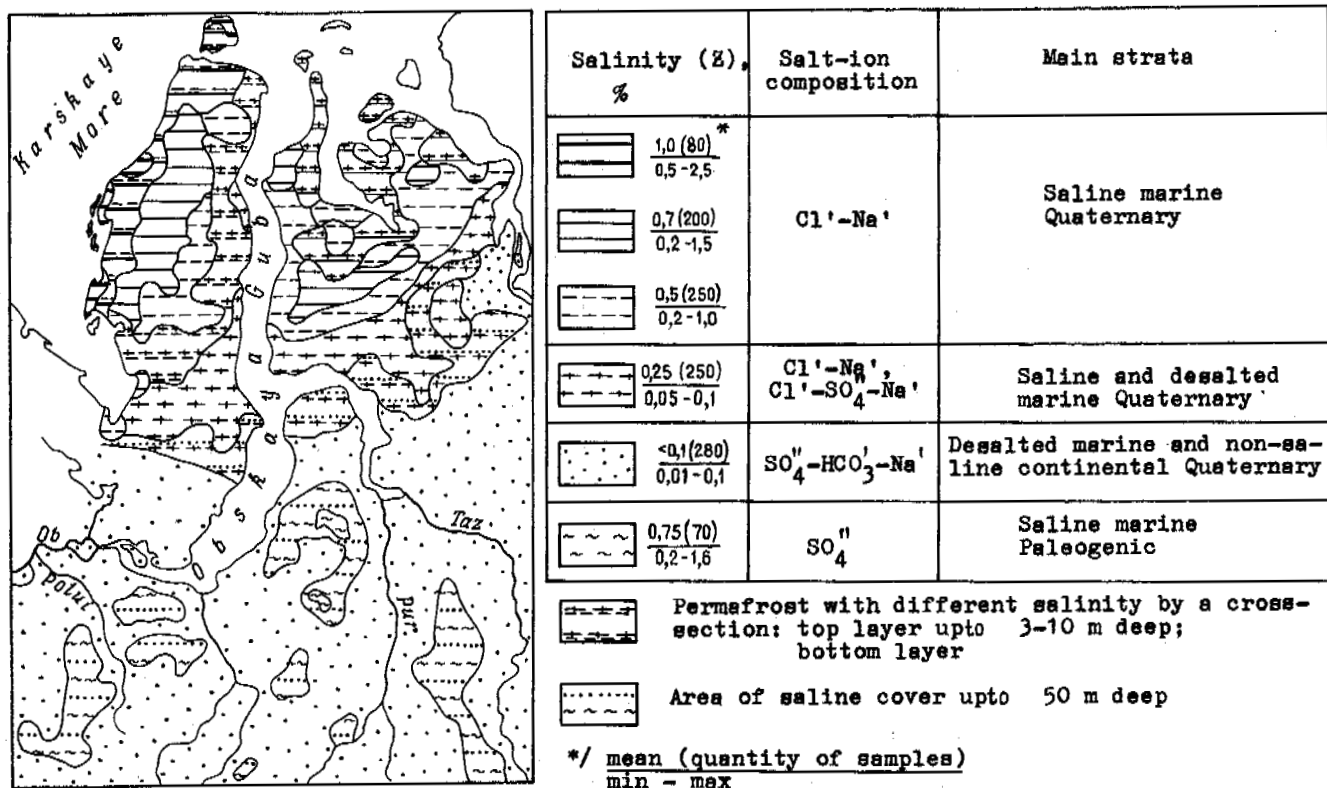 Karskaye
More
Obskaya Guba
Ob
Polui
Pur
Taz
Salinity (Z),
%
Salt-ion
composition
Main strata
1,0 (80) *
0,5-2,5
0,7 (200)
0,2-1,5
Cl'-Na'
Saline marine
Quaternary
0,5 (250)
0,2-1,0
0,25 (250)
0,05-0,1
Cl'-Na',
Cl'-SO₄"-Na'
Saline and desalted
marine Quaternary
<0,1 (280)
0,01-0,1
SO₄"-HCO₃'-Na'
Desalted marine and non-sa-
line continental Quaternary
0,75 (70)
0,2-1,6
SO₄"
Saline marine
Paleogenic
Permafrost with different salinity by a cross-
section: top layer upto 3-10 m deep;
bottom layer
Area of saline cover upto 50 m deep
*/ mean (quantity of samples)
min - max